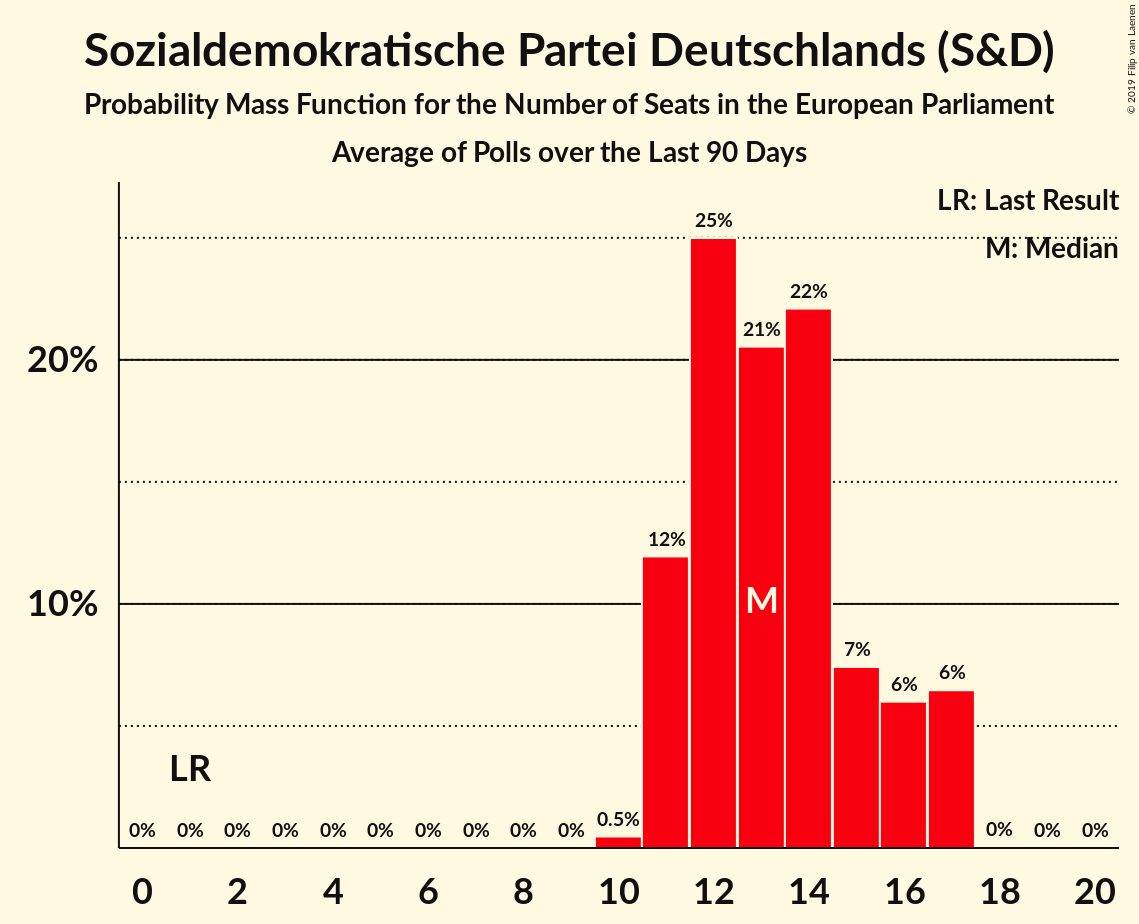 Sozialdemokratische Partei Deutschlands (S&D)
Probability Mass Function for the Number of Seats in the European Parliament
Average of Polls over the Last 90 Days
© 2019 Filip van Laenen
LR: Last Result
M: Median
25%
22%
21%
20%
12%
M
10%
7%
6%
6%
LR
0% 0% 0% 0% 0% 0% 0% 0% 0% 0% 0.5% 0% 0% 0%
0 2 4 6 8 10 12 14 16 18 20